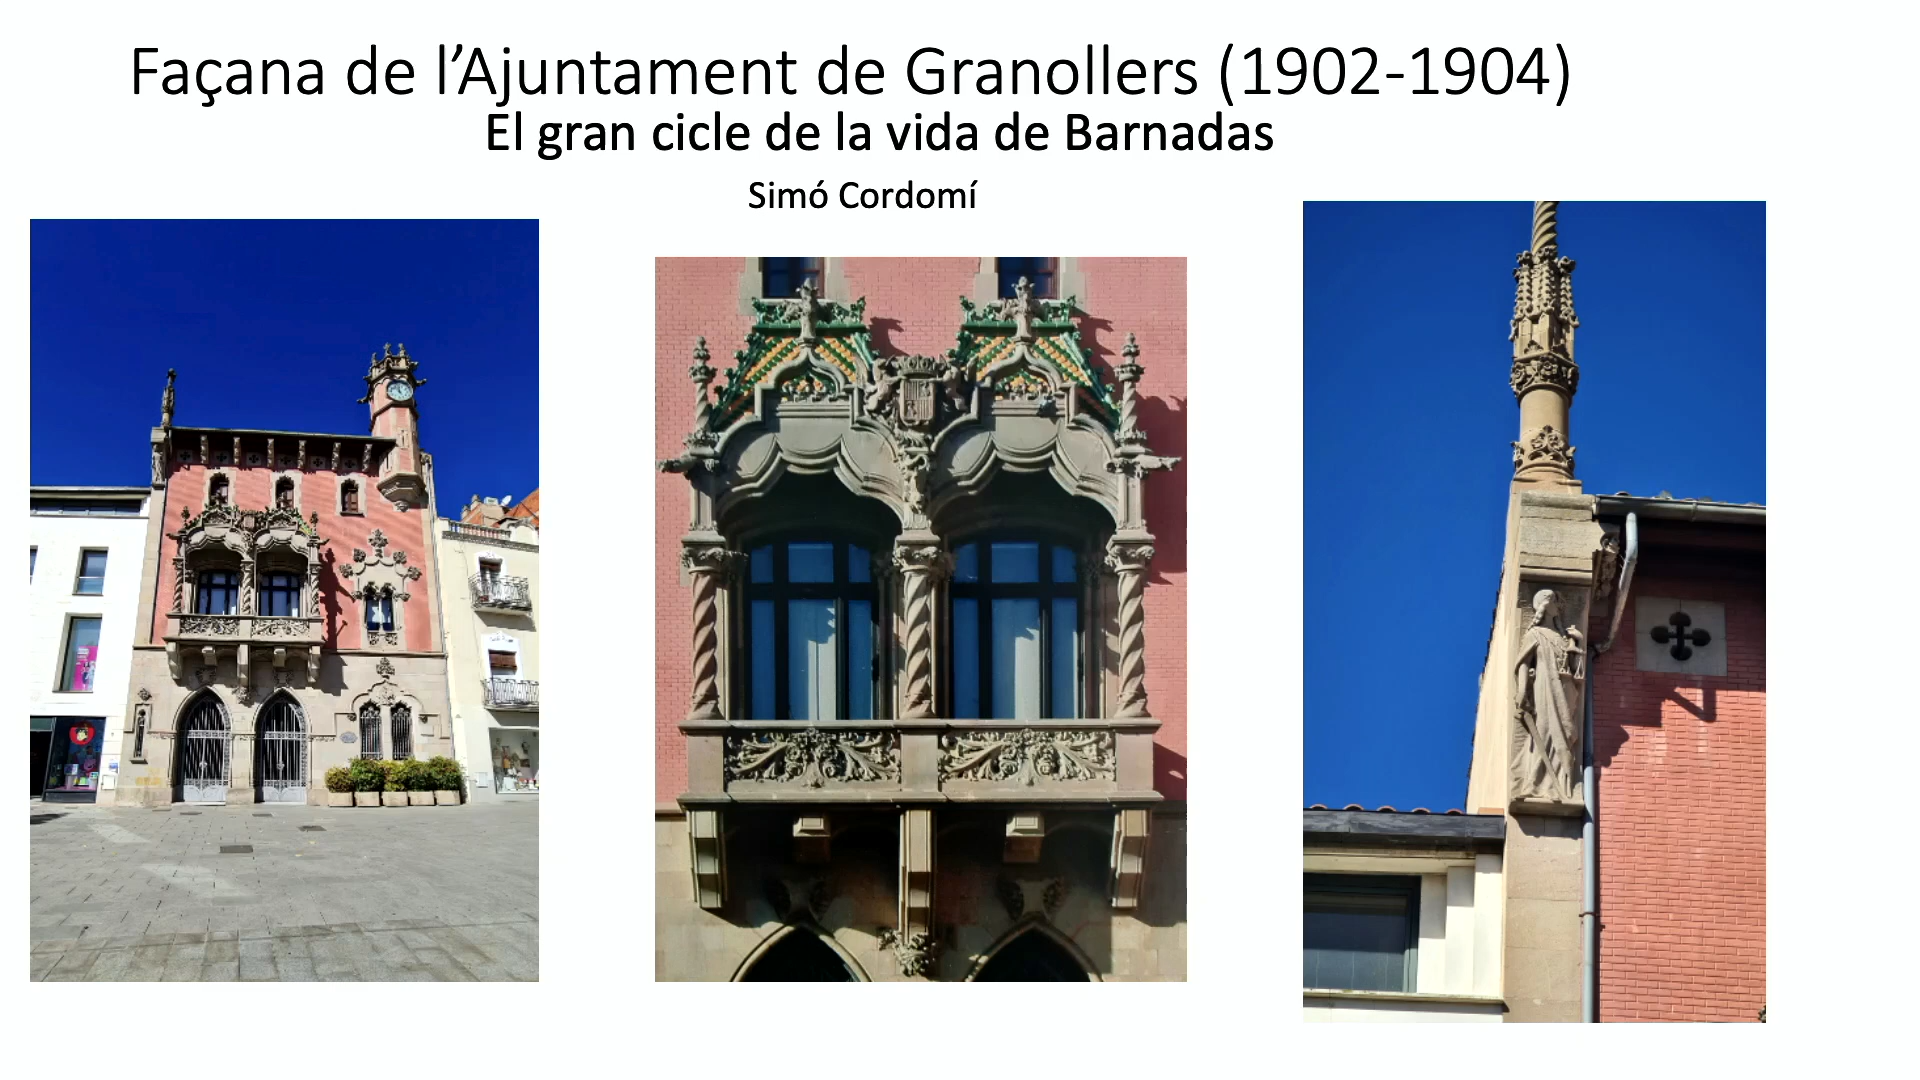 Façana de l’Ajuntament de Granollers (1902-1904)
El gran cicle de la vida de Barnadas
Simó Cordomí